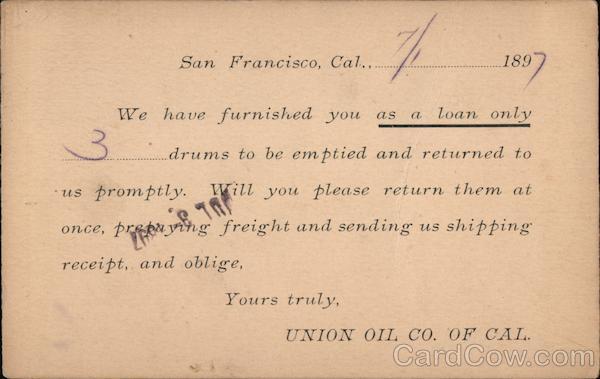 San Francisco, Cal., 7/1 1897
We have furnished you as a loan only
3 drums to be emptied and returned to
us promptly. Will you please return them at
once, prepaying freight and sending us shipping
receipt, and oblige,
Yours truly,
UNION OIL CO. OF CAL.
CardCow.com